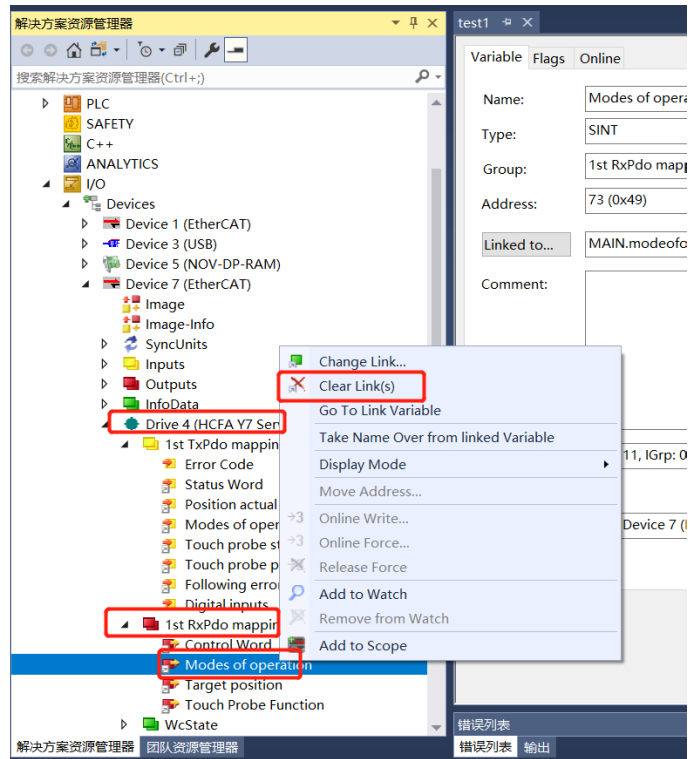 解决方案资源管理器
搜索解决方案资源管理器(Ctrl+;)
PLC
SAFETY
C++
ANALYTICS
I/O
Devices
Device 1 (EtherCAT)
Device 3 (USB)
Device 5 (NOV-DP-RAM)
Device 7 (EtherCAT)
Image
Image-Info
SyncUnits
Inputs
Outputs
InfoData
Drive 4 (HCFA Y7 Ser
1st TxPdo mappin
Error Code
Status Word
Position actual
Modes of oper
Touch probe st
Touch probe p
Following erro
Digital inputs
1st RxPdo mappin
Control Word
Modes of operation
Target position
Touch Probe Function
WcState
解决方案资源管理器 团队资源管理器
Change Link...
Clear Link(s)
Go To Link Variable
Take Name Over from linked Variable
Display Mode
Move Address...
Online Write...
Online Force...
Release Force
Add to Watch
Remove from Watch
Add to Scope
test1
Variable Flags Online
Name: Modes of opera
Type: SINT
Group: 1st RxPdo mapp
Address: 73 (0x49)
Linked to... MAIN.modeofo
Comment:
11, IGrp: 0
Device 7 (
错误列表
错误列表 输出